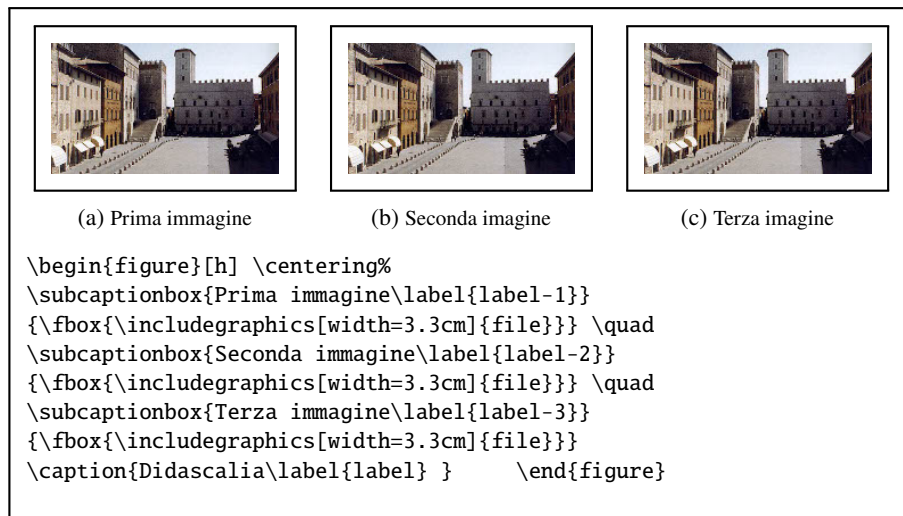 (a) Prima immagine (b) Seconda imagine (c) Terza imagine
\begin{figure}[h] \centering%
\subcaptionbox{Prima immagine\label{label-1}}
{\fbox{\includegraphics[width=3.3cm]{file}}} \quad
\subcaptionbox{Seconda immagine\label{label-2}}
{\fbox{\includegraphics[width=3.3cm]{file}}} \quad
\subcaptionbox{Terza immagine\label{label-3}}
{\fbox{\includegraphics[width=3.3cm]{file}}}
\caption{Didascalia\label{label} } \end{figure}